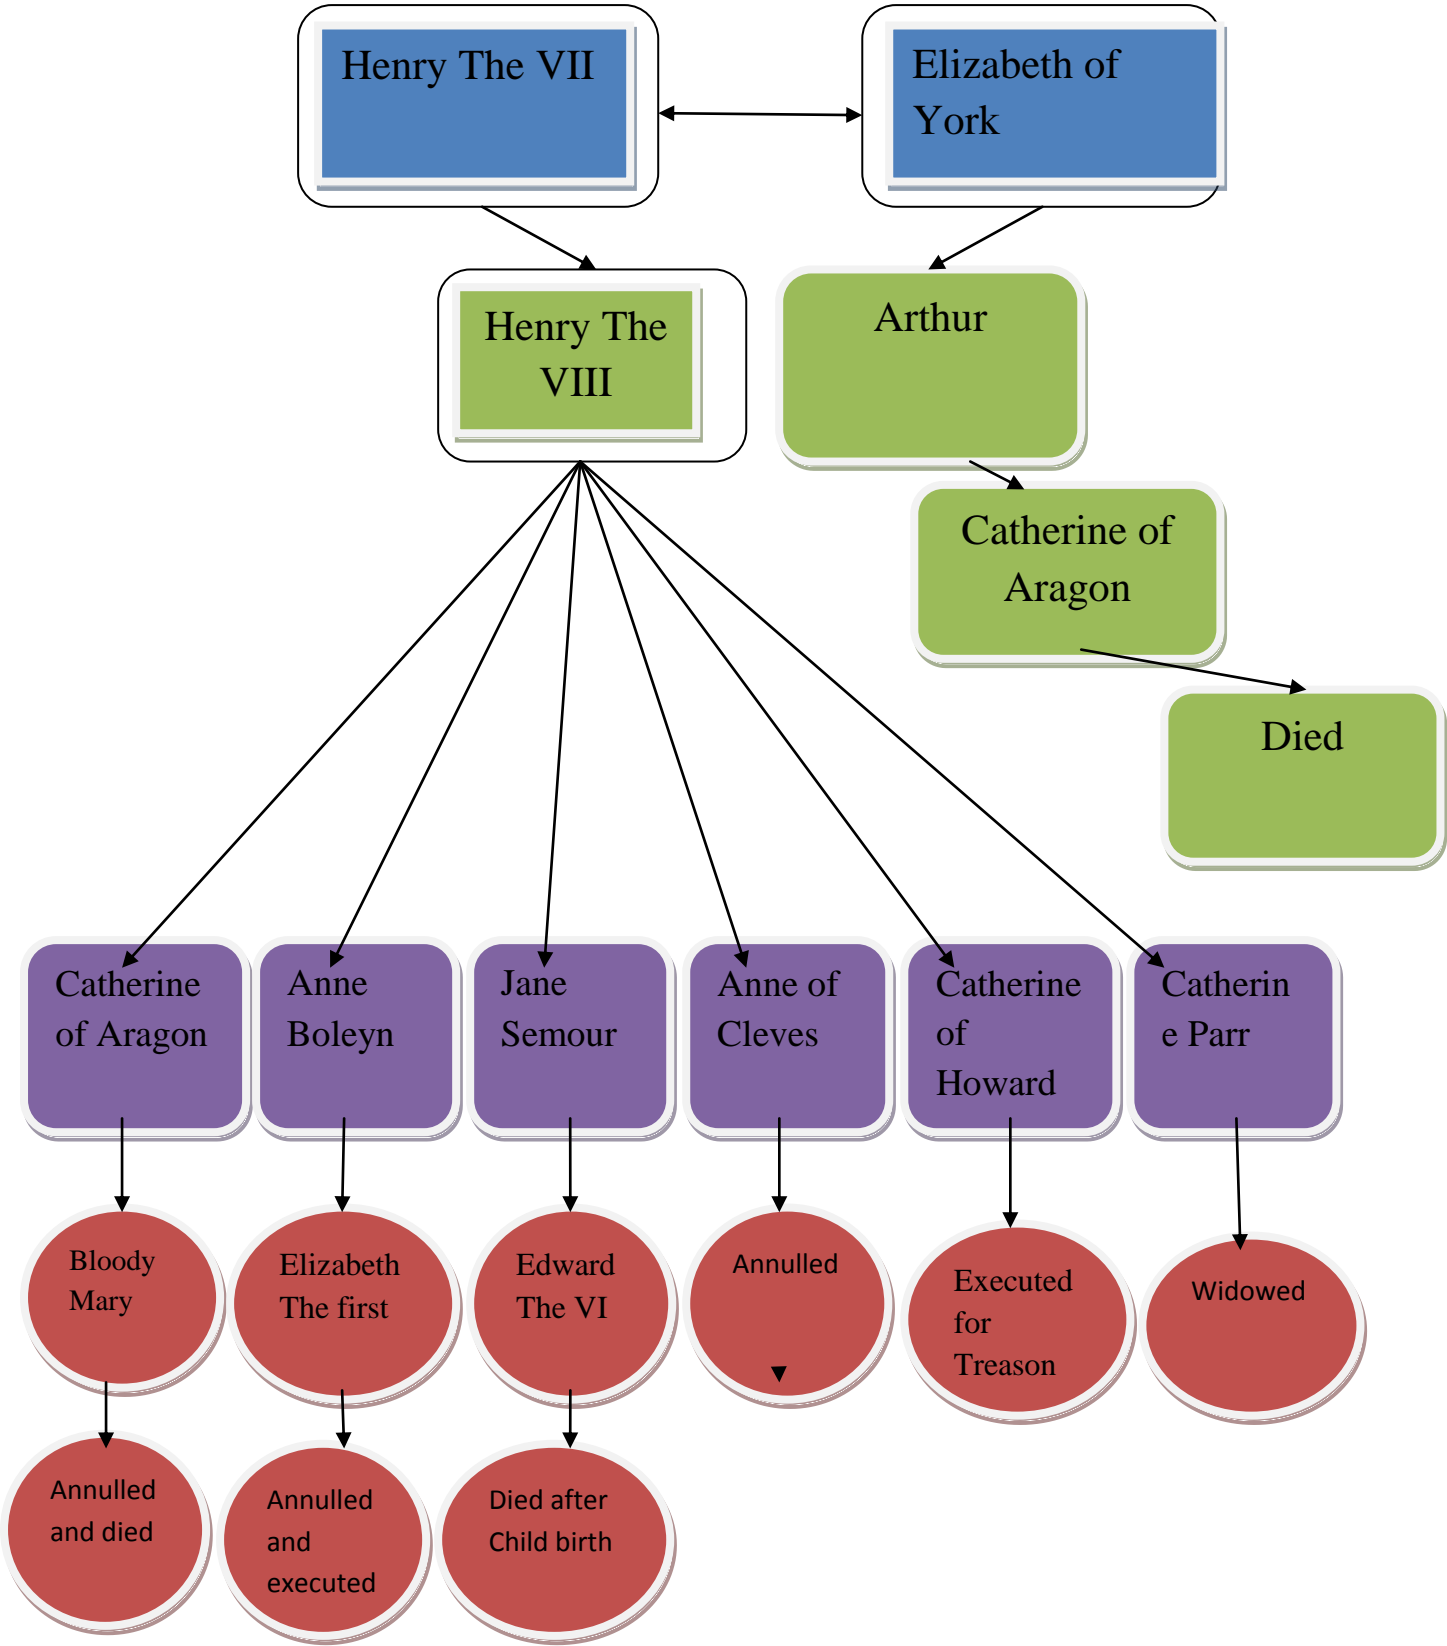 Henry The VII
Elizabeth of
York
Henry The
VIII
Arthur
Catherine of
Aragon
Died
Catherine
of Aragon
Anne
Boleyn
Jane
Semour
Anne of
Cleves
Catherine
of
Howard
Catherin
e Parr
Bloody
Mary
Elizabeth
The first
Edward
The VI
Annulled
Executed
for
Treason
Widowed
Annulled
and died
Annulled
and
executed
Died after
Child birth